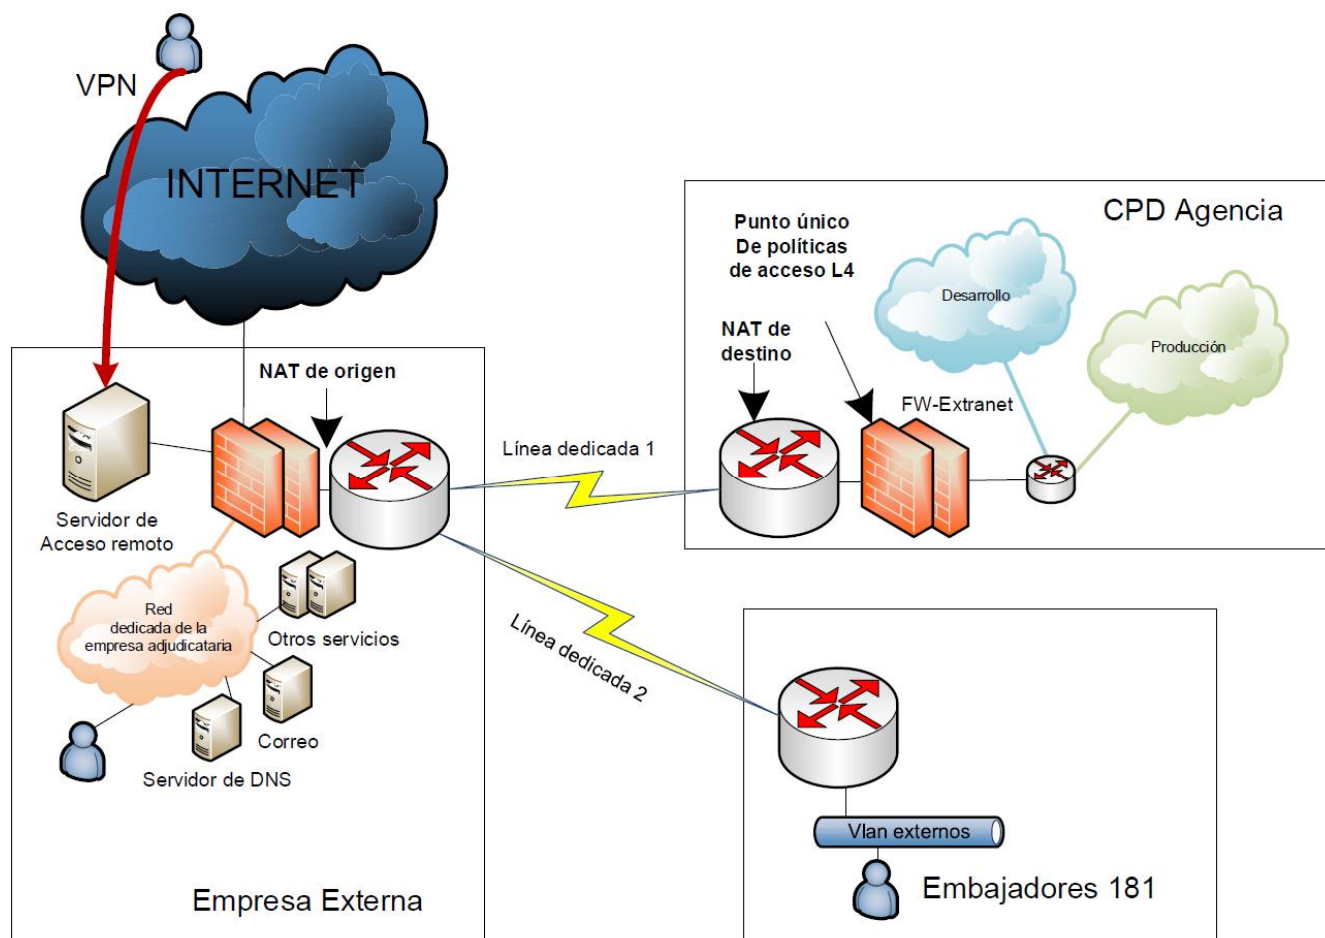 VPN
INTERNET
CPD Agencia
Punto único
De políticas
de acceso L4
Desarrollo
Producción
NAT de
destino
FW-Extranet
NAT de origen
Línea dedicada 1
Servidor de
Acceso remoto
Red
dedicada de la
empresa adjudicataria
Otros servicios
Correo
Servidor de DNS
Empresa Externa
Línea dedicada 2
Vlan externos
Embajadores 181